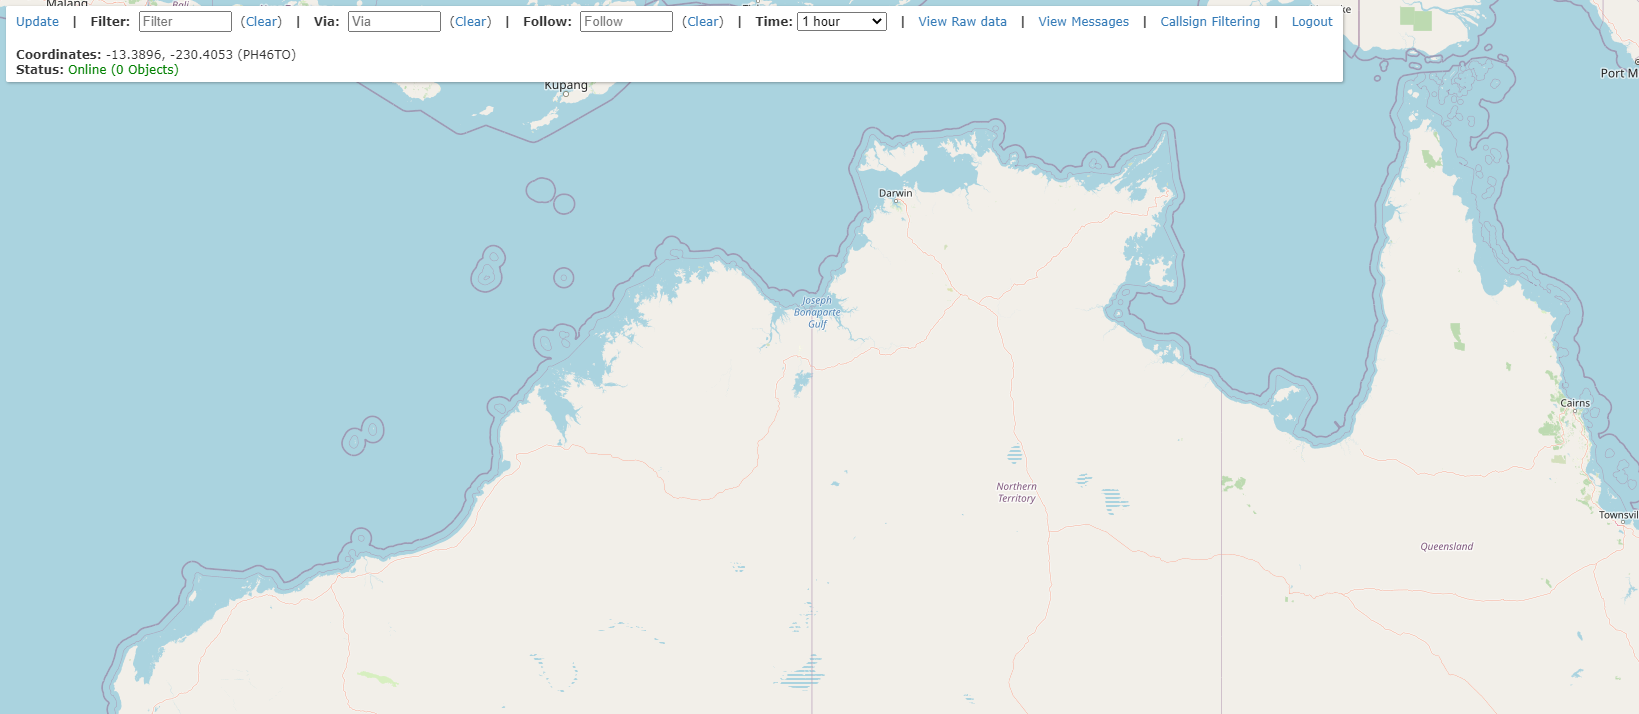 Update | Filter: Filter (Clear) | Via: Via (Clear) | Follow: Follow (Clear) | Time: 1 hour | View Raw data | View Messages | Callsign Filtering | Logout
Coordinates: -13.3896, -230.4053 (PH46TO)
Status: Online (0 Objects)
Kupang
Port M
Darwin
Joseph
Bonaparte
Gulf
Cairns
Northern
Territory
Townsvil
Queensland